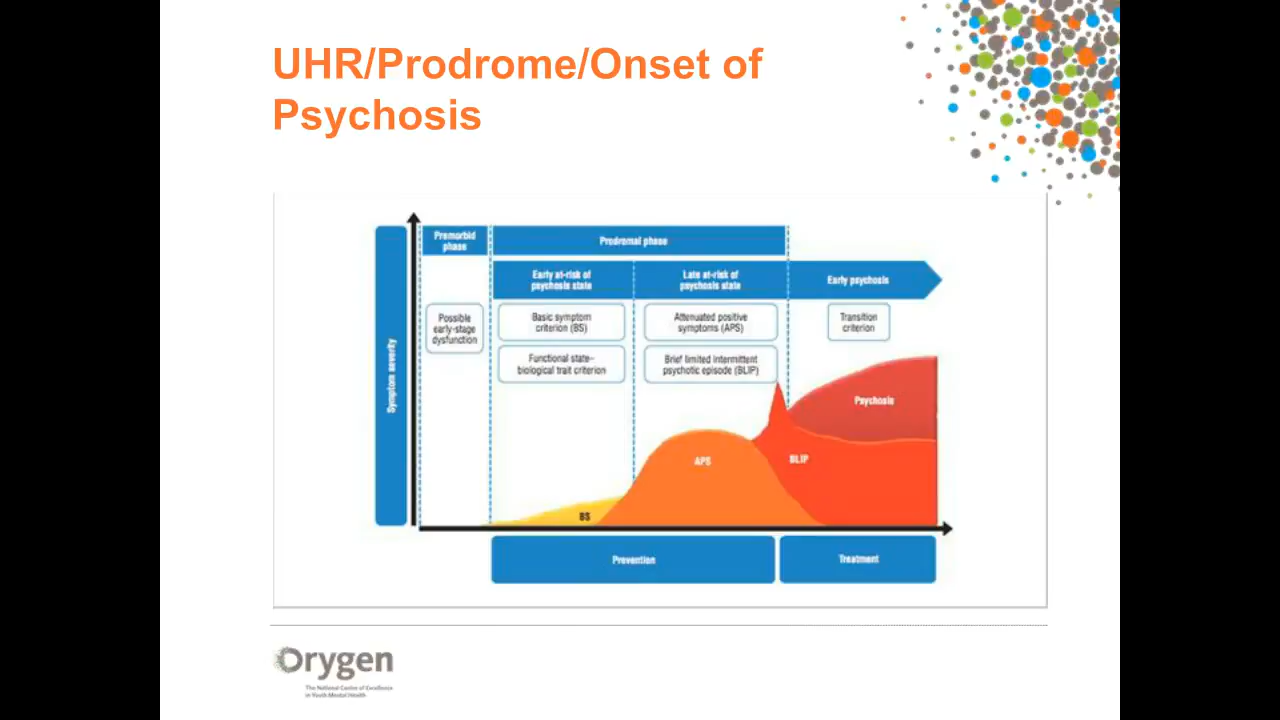 UHR/Prodrome/Onset of
Psychosis
Symptom severity
Premorbid
phase
Prodromal phase
Early at-risk of
psychosis state
Late at-risk of
psychosis state
Early psychosis
Possible
early-stage
dysfunction
Basic symptom
criterion (BS)
Functional state–
biological trait criterion
Attenuated positive
symptoms (APS)
Brief limited intermittent
psychotic episode (BLIP)
Transition
criterion
Psychosis
APS
BLIP
BS
Prevention
Treatment
Orygen
The National Centre of Excellence
in Youth Mental Health